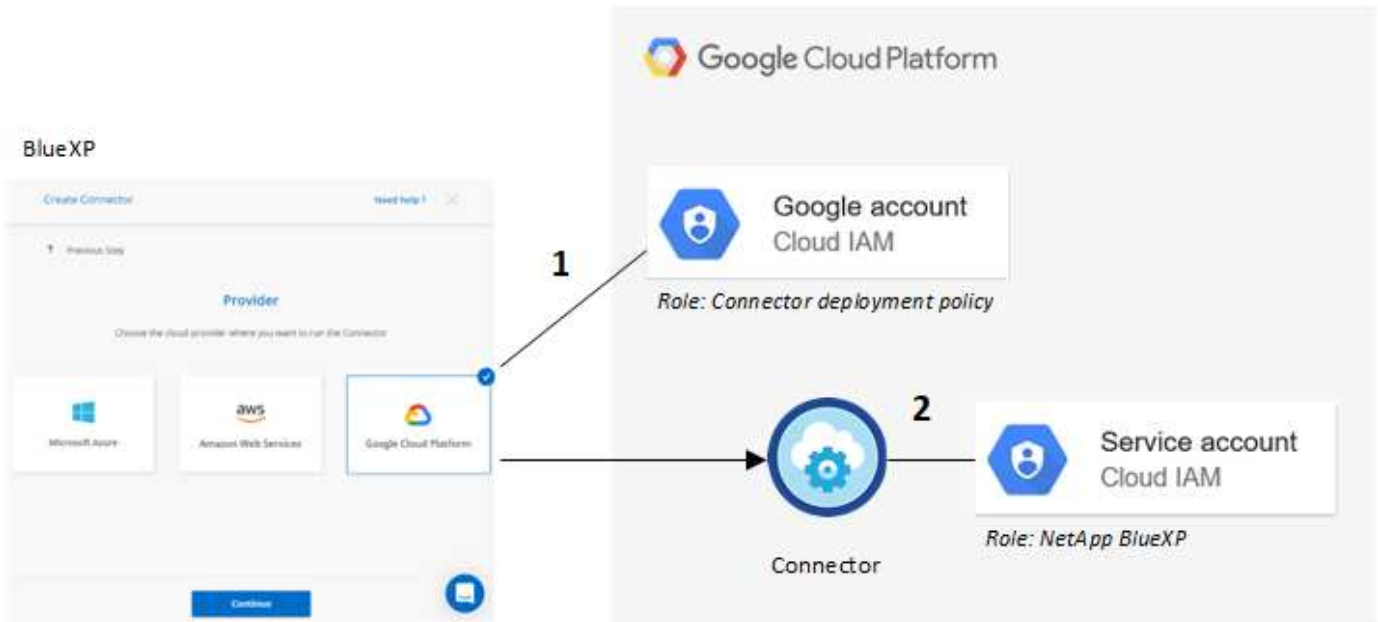 Google Cloud Platform
BlueXP
Create Connector
Need help?
Previous Step
1
Google account
Cloud IAM
Provider
Role: Connector deployment policy
Choose the cloud provider where you want to run the Connector
aws
2
Microsoft Azure
Amazon Web Services
Google Cloud Platform
Service account
Cloud IAM
Role: NetApp BlueXP
Connector
Continue